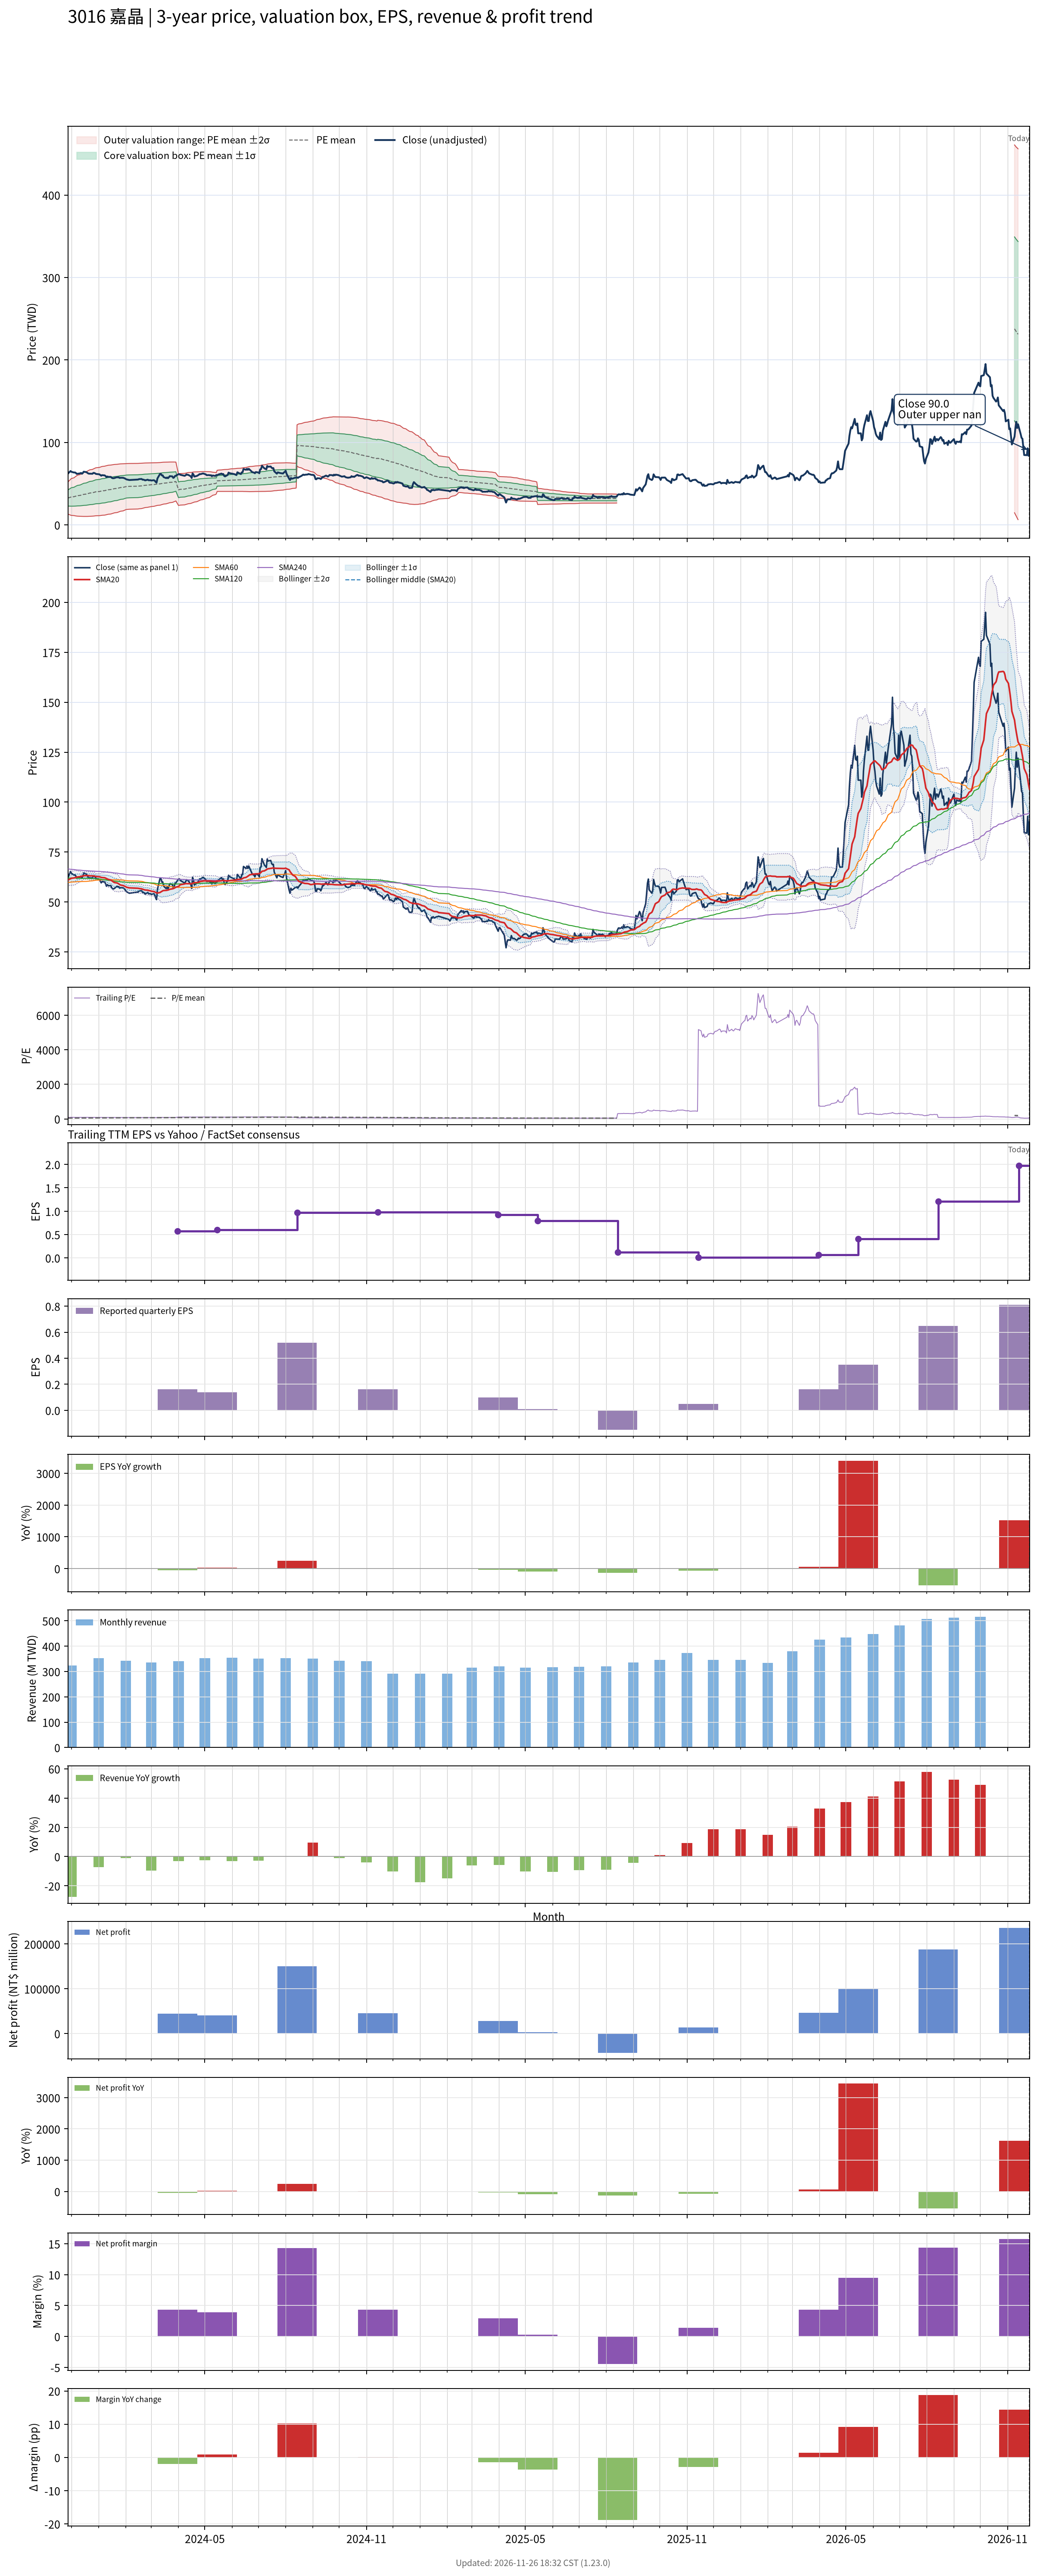 3016 嘉晶 | 3-year price, valuation box, EPS, revenue & profit trend
Outer valuation range: PE mean ±2σ
Core valuation box: PE mean ±1σ
PE mean
Close (unadjusted)
Today
Close 90.0
Outer upper nan
Price (TWD)
400
300
200
100
0
Close (same as panel 1)
SMA20
SMA60
SMA120
SMA240
Bollinger ±2σ
Bollinger ±1σ
Bollinger middle (SMA20)
Price
200
175
150
125
100
75
50
25
Trailing P/E
P/E mean
P/E
6000
4000
2000
0
Trailing TTM EPS vs Yahoo / FactSet consensus
Today
EPS
2.0
1.5
1.0
0.5
0.0
Reported quarterly EPS
EPS
0.8
0.6
0.4
0.2
0.0
EPS YoY growth
YoY (%)
3000
2000
1000
0
Monthly revenue
Revenue (M TWD)
500
400
300
200
100
0
Revenue YoY growth
YoY (%)
60
40
20
0
-20
Month
Net profit
Net profit (NT$ million)
200000
100000
0
Net profit YoY
YoY (%)
3000
2000
1000
0
Net profit margin
Margin (%)
15
10
5
0
-5
Margin YoY change
Δ margin (pp)
20
10
0
-10
-20
2024-05
2024-11
2025-05
2025-11
2026-05
2026-11
Updated: 2026-11-26 18:32 CST (1.23.0)